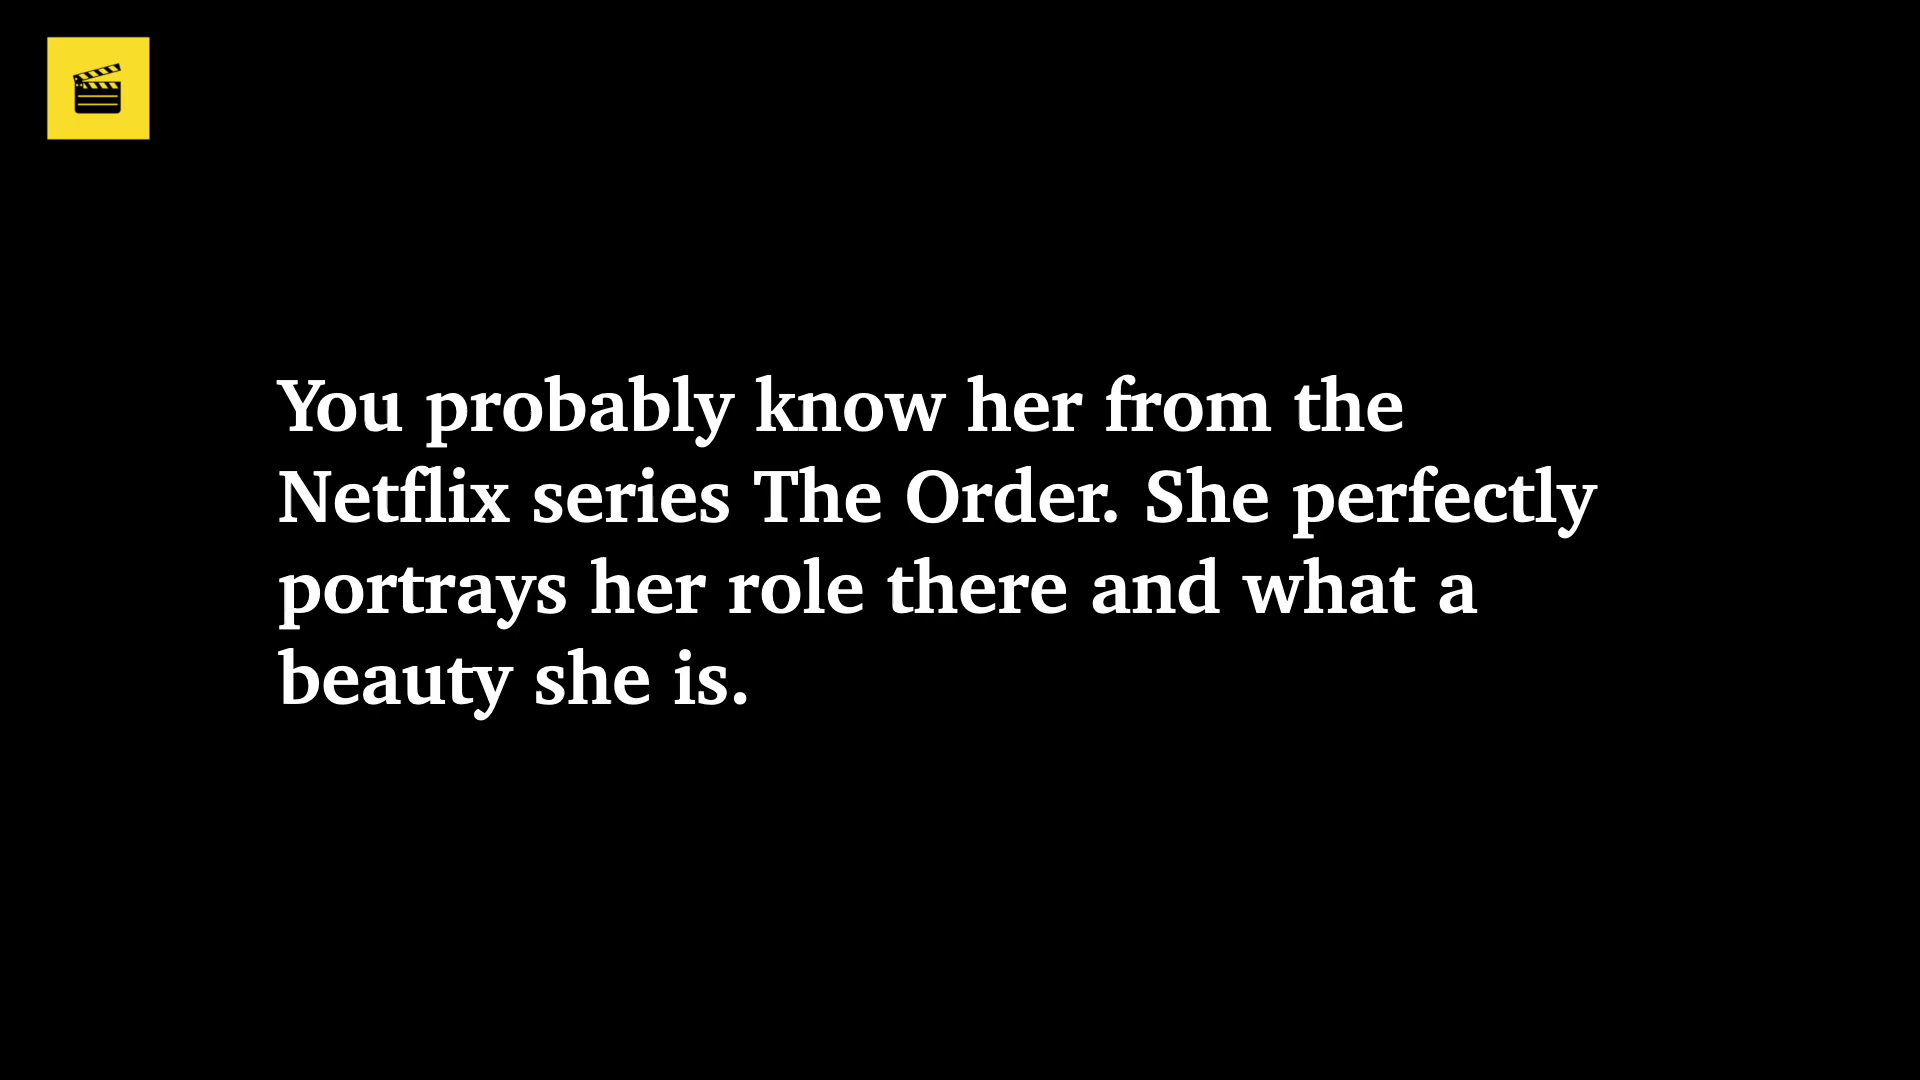 You probably know her from the
Netflix series The Order. She perfectly
portrays her role there and what a
beauty she is.